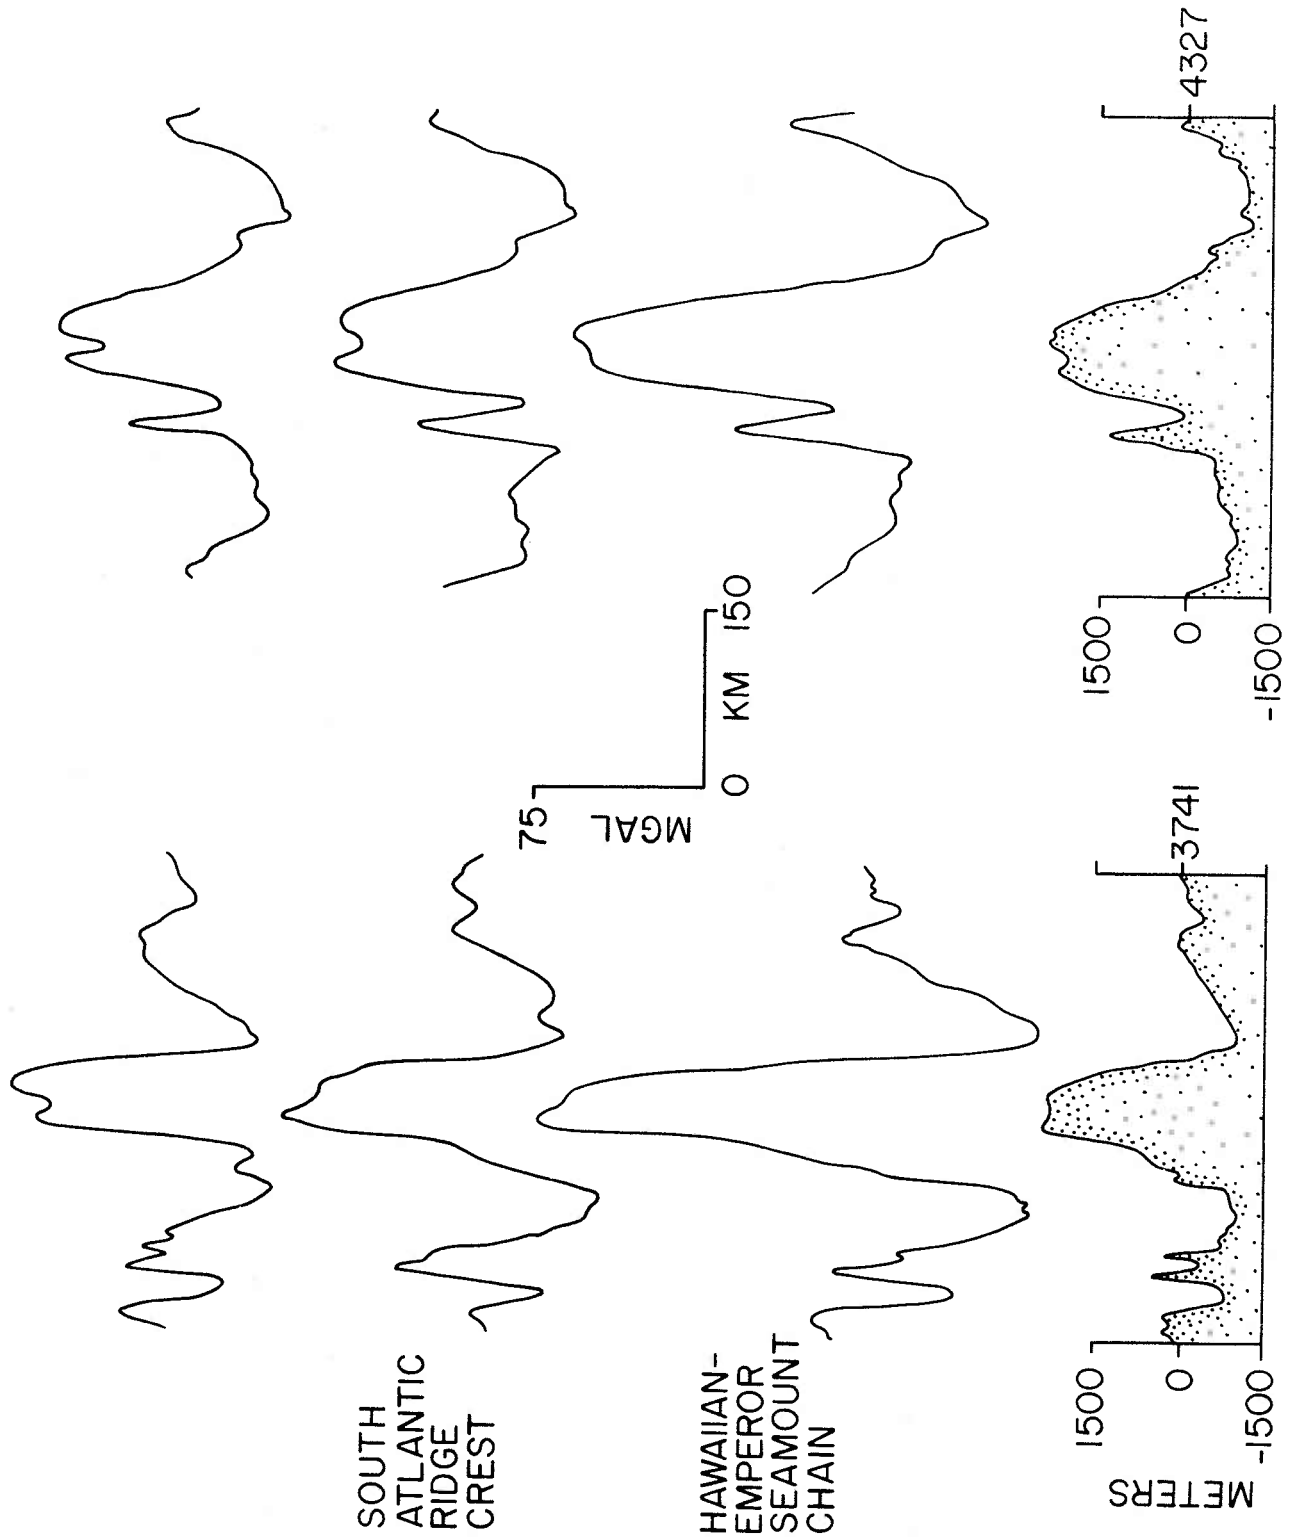 SOUTH
ATLANTIC
RIDGE
CREST
75
MGAL
0 KM 150
HAWAIIAN-
EMPEROR
SEAMOUNT
CHAIN
METERS
1500
0
-1500
3741
1500
0
-1500
4327